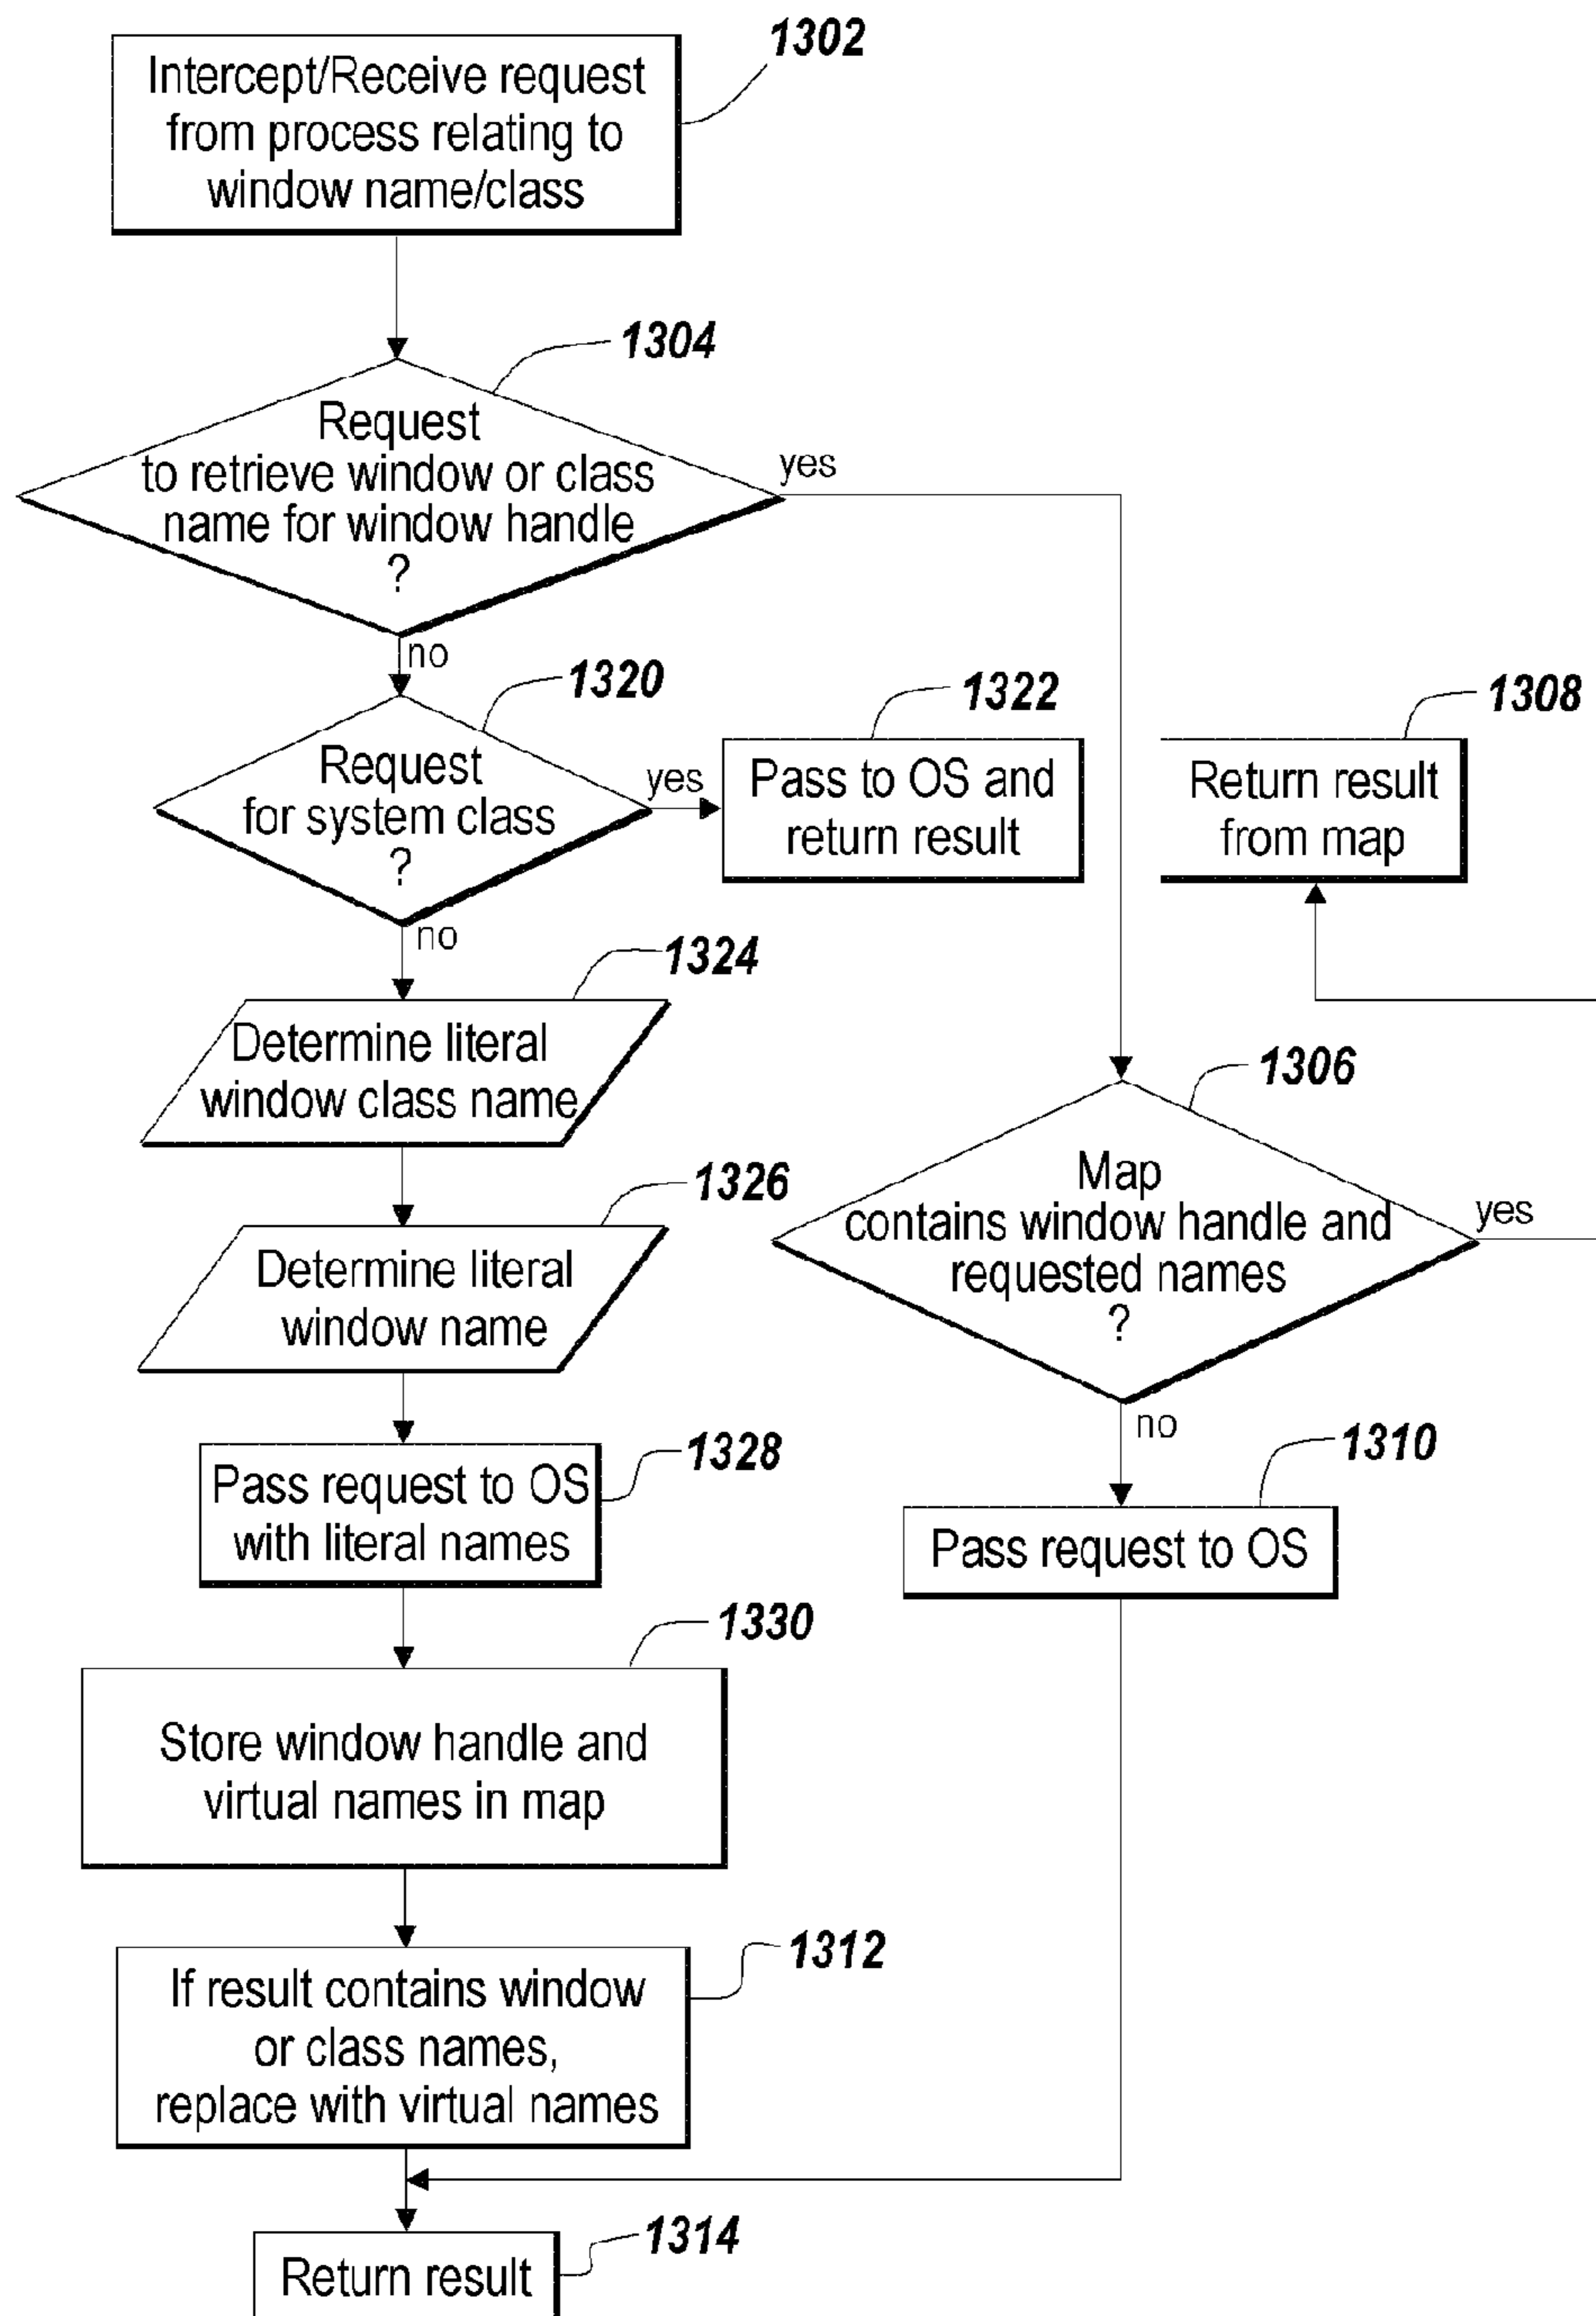 1302
Intercept/Receive request
from process relating to
window name/class
1304
Request
to retrieve window or class
name for window handle
?
yes
no
1320
Request
for system class
?
yes
no
1322
Pass to OS and
return result
1308
Return result
from map
1324
Determine literal
window class name
1306
Map
contains window handle and
requested names
?
yes
no
1326
Determine literal
window name
1328
Pass request to OS
with literal names
1310
Pass request to OS
1330
Store window handle and
virtual names in map
1312
If result contains window
or class names,
replace with virtual names
1314
Return result